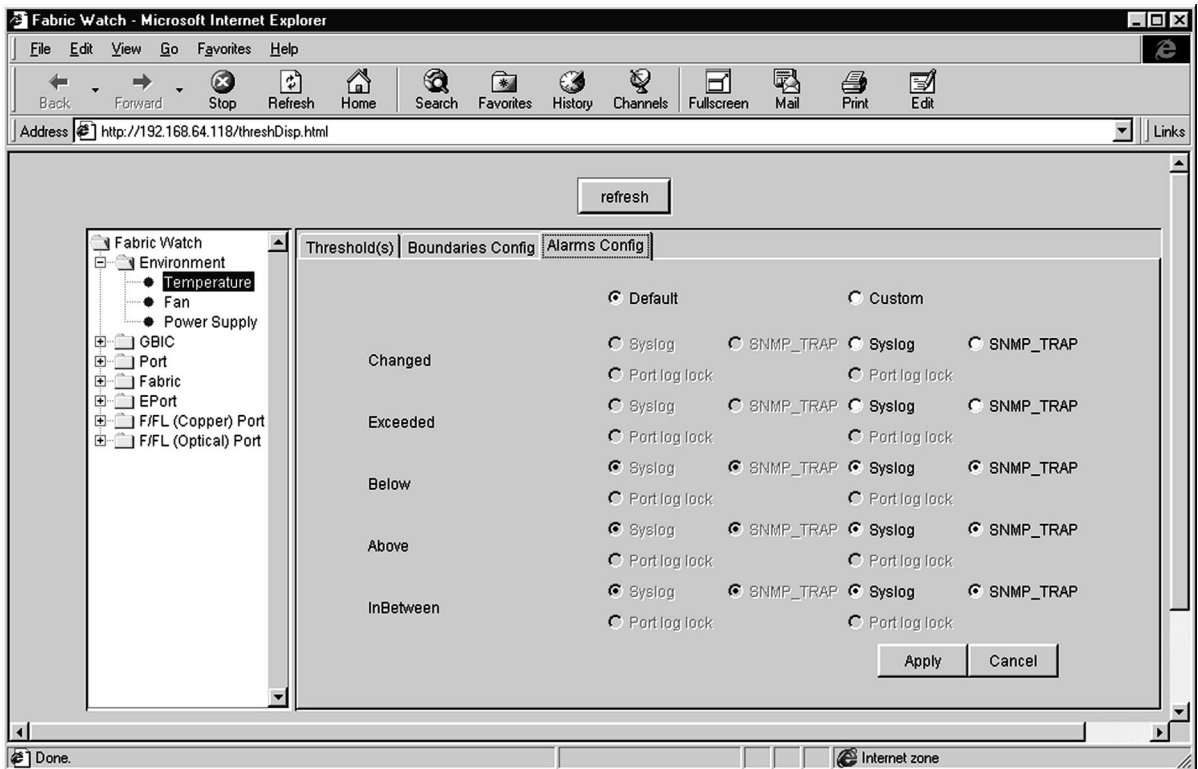 Fabric Watch - Microsoft Internet Explorer
File Edit View Go Favorites Help
Back Forward Stop Refresh Home Search Favorites History Channels Fullscreen Mail Print Edit
Address http://192.168.64.118/threshDisp.html Links
refresh
Fabric Watch
Environment
Temperature
Fan
Power Supply
GBIC
Port
Fabric
EPort
F/FL (Copper) Port
F/FL (Optical) Port
Threshold(s) Boundaries Config Alarms Config
Default Custom
Changed
Syslog SNMP_TRAP Syslog SNMP_TRAP
Port log lock Port log lock
Exceeded
Syslog SNMP_TRAP Syslog SNMP_TRAP
Port log lock Port log lock
Below
Syslog SNMP_TRAP Syslog SNMP_TRAP
Port log lock Port log lock
Above
Syslog SNMP_TRAP Syslog SNMP_TRAP
Port log lock Port log lock
InBetween
Syslog SNMP_TRAP Syslog SNMP_TRAP
Port log lock Port log lock
Apply Cancel
Done. Internet zone